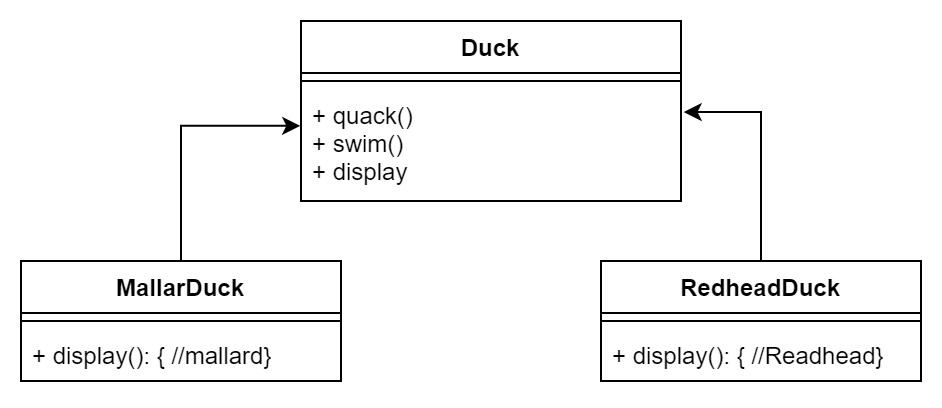 Duck
+ quack()
+ swim()
+ display
MallarDuck
+ display(): { //mallard}
RedheadDuck
+ display(): { //Readhead}